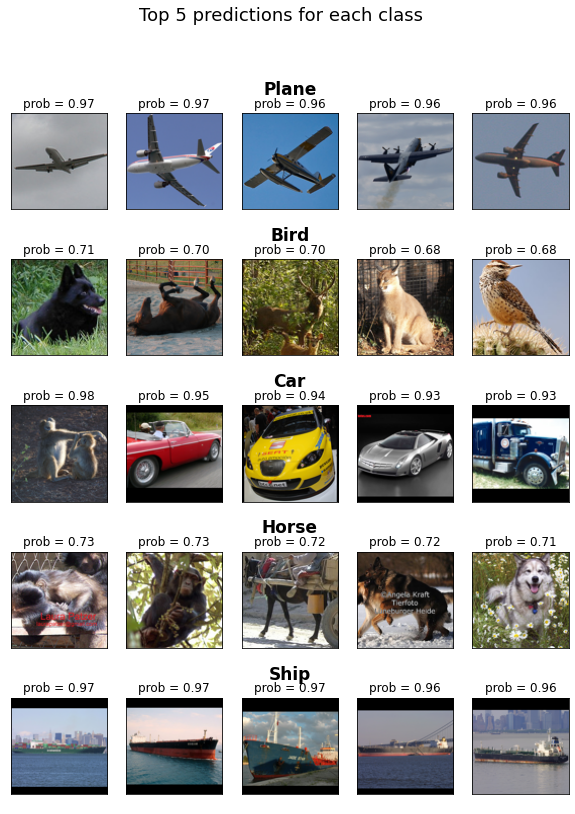 Top 5 predictions for each class
Plane
prob = 0.97 prob = 0.97 prob = 0.96 prob = 0.96 prob = 0.96
Bird
prob = 0.71 prob = 0.70 prob = 0.70 prob = 0.68 prob = 0.68
Car
prob = 0.98 prob = 0.95 prob = 0.94 prob = 0.93 prob = 0.93
Horse
prob = 0.73 prob = 0.73 prob = 0.72 prob = 0.72 prob = 0.71
Angela Kraft
Tierfoto
Lüneburger Heide
Ship
prob = 0.97 prob = 0.97 prob = 0.97 prob = 0.96 prob = 0.96